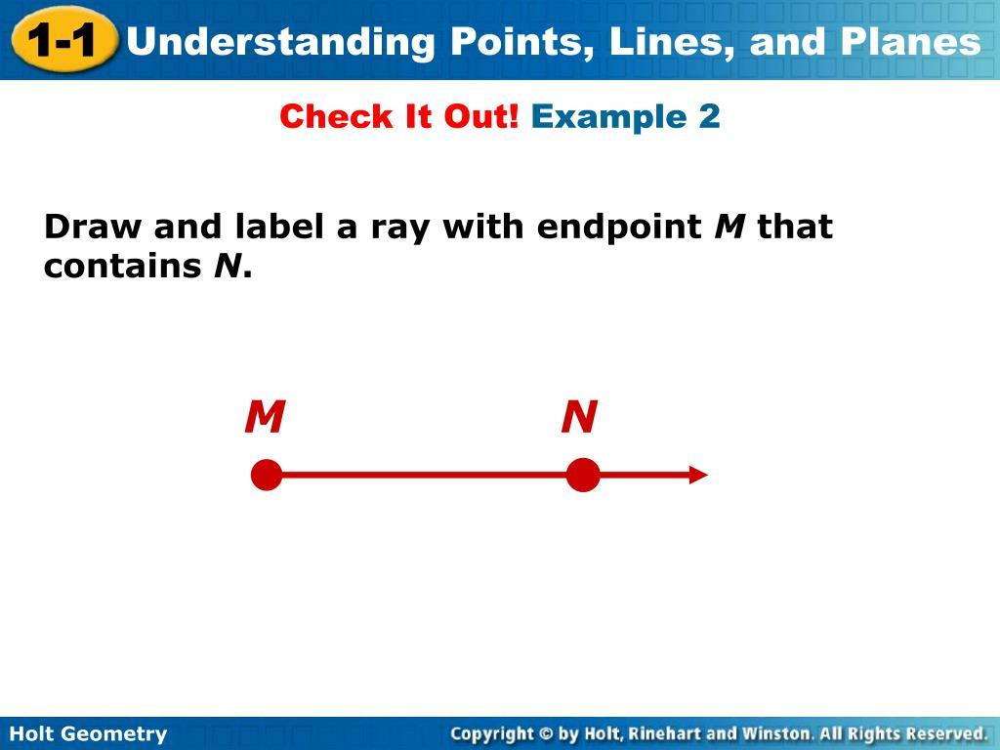 1-1 Understanding Points, Lines, and Planes
Check It Out! Example 2
Draw and label a ray with endpoint M that
contains N.
M N
Holt Geometry Copyright © by Holt, Rinehart and Winston. All Rights Reserved.